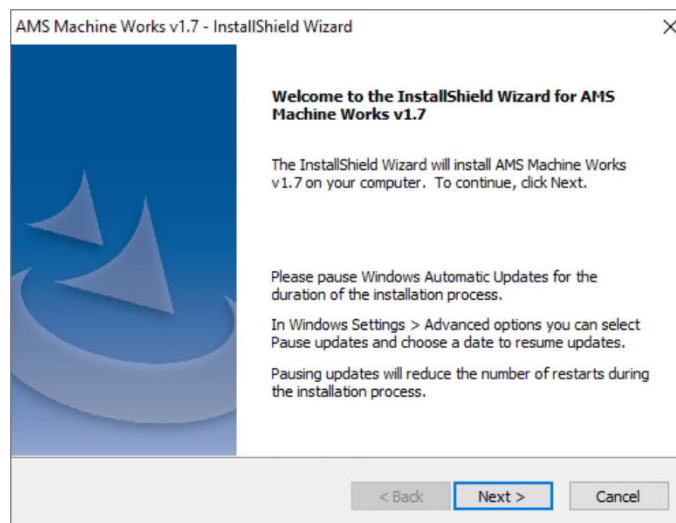 AMS Machine Works v1.7 - InstallShield Wizard
Welcome to the InstallShield Wizard for AMS
Machine Works v1.7
The InstallShield Wizard will install AMS Machine Works
v1.7 on your computer. To continue, click Next.
Please pause Windows Automatic Updates for the
duration of the installation process.
In Windows Settings > Advanced options you can select
Pause updates and choose a date to resume updates.
Pausing updates will reduce the number of restarts during
the installation process.
< Back Next > Cancel